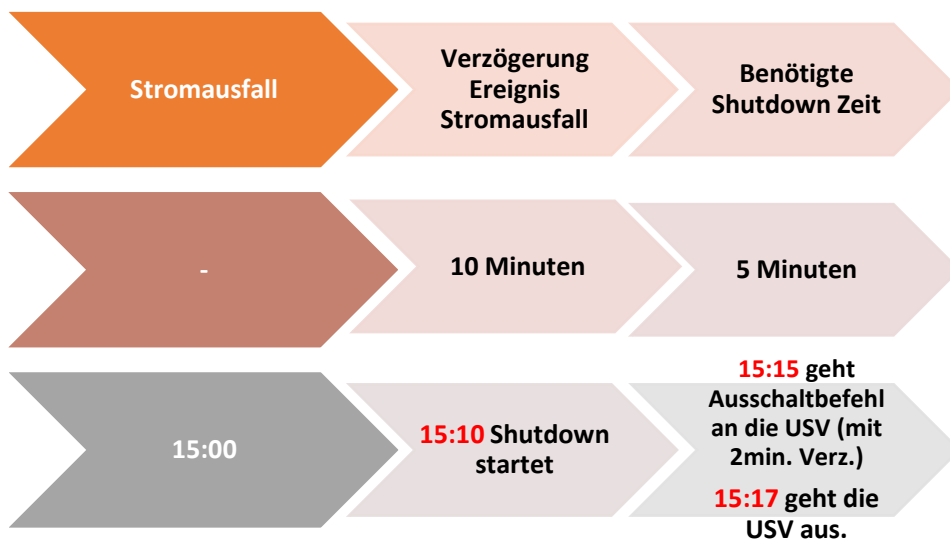 Stromausfall
Verzögerung
Ereignis
Stromausfall
Benötigte
Shutdown Zeit
-
10 Minuten
5 Minuten
15:00
15:10 Shutdown
startet
15:15 geht
Ausschaltbefehl
an die USV (mit
2min. Verz.)
15:17 geht die
USV aus.